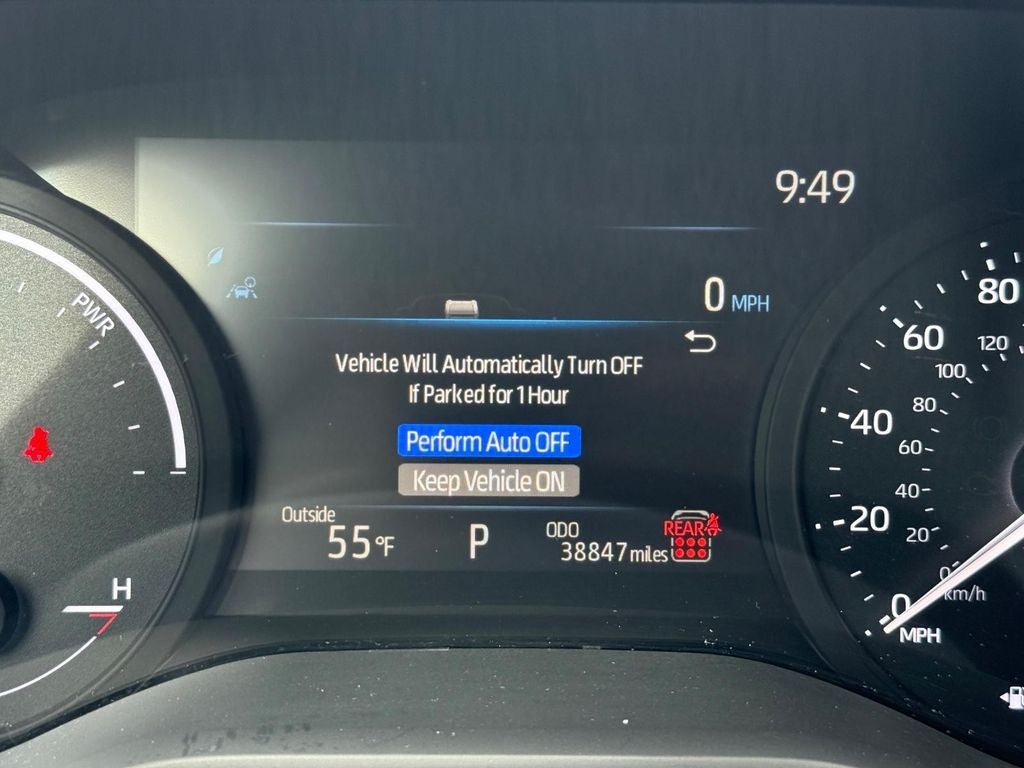 9:49
0 MPH
Vehicle Will Automatically Turn OFF
If Parked for 1 Hour
Perform Auto OFF
Keep Vehicle ON
Outside
55°F
P
ODO
38847 miles
REAR
PWR
H
80
60
40
20
0
MPH
120
100
80
60
40
20
0
km/h